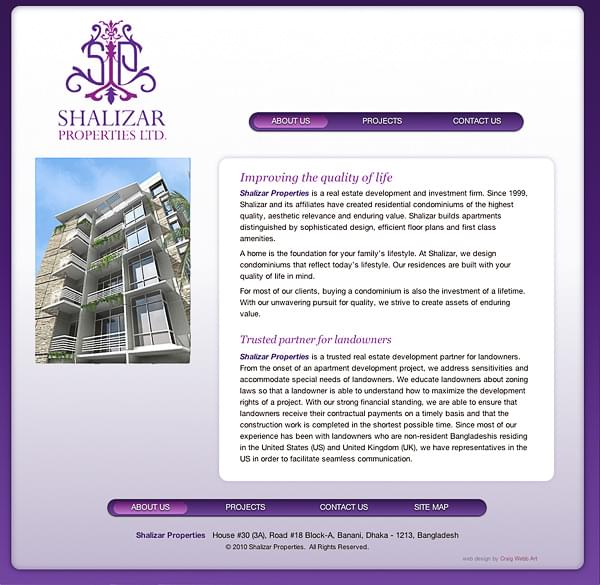 SHALIZAR
PROPERTIES LTD.
ABOUT US PROJECTS CONTACT US
Improving the quality of life
Shalizar Properties is a real estate development and investment firm. Since 1999,
Shalizar and its affiliates have created residential condominiums of the highest
quality, aesthetic relevance and enduring value. Shalizar builds apartments
distinguished by sophisticated design, efficient floor plans and first class
amenities.
A home is the foundation for your family's lifestyle. At Shalizar, we design
condominiums that reflect today's lifestyle. Our residences are built with your
quality of life in mind.
For most of our clients, buying a condominium is also the investment of a lifetime.
With our unwavering pursuit for quality, we strive to create assets of enduring
value.
Trusted partner for landowners
Shalizar Properties is a trusted real estate development partner for landowners.
From the onset of an apartment development project, we address sensitivities and
accommodate special needs of landowners. We educate landowners about zoning
laws so that a landowner is able to understand how to maximize the development
rights of a project. With our strong financial standing, we are able to ensure that
landowners receive their contractual payments on a timely basis and that the
construction work is completed in the shortest possible time. Since most of our
experience has been with landowners who are non-resident Bangladeshis residing
in the United States (US) and United Kingdom (UK), we have representatives in the
US in order to facilitate seamless communication.
ABOUT US PROJECTS CONTACT US SITE MAP
Shalizar Properties House #30 (3A), Road #18 Block-A, Banani, Dhaka - 1213, Bangladesh
© 2010 Shalizar Properties. All Rights Reserved.
web design by Craig Webb Art